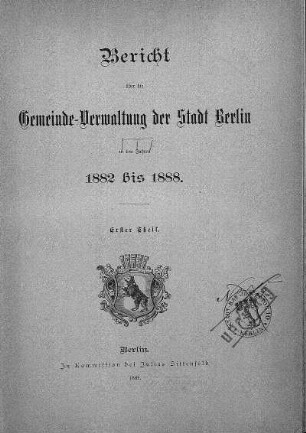 Bericht
über die
Gemeinde-Verwaltung der Stadt Berlin
in den Jahren
1882 bis 1888.
Erster Theil.
Berlin.
In Kommission bei Julius Sittenfeld.